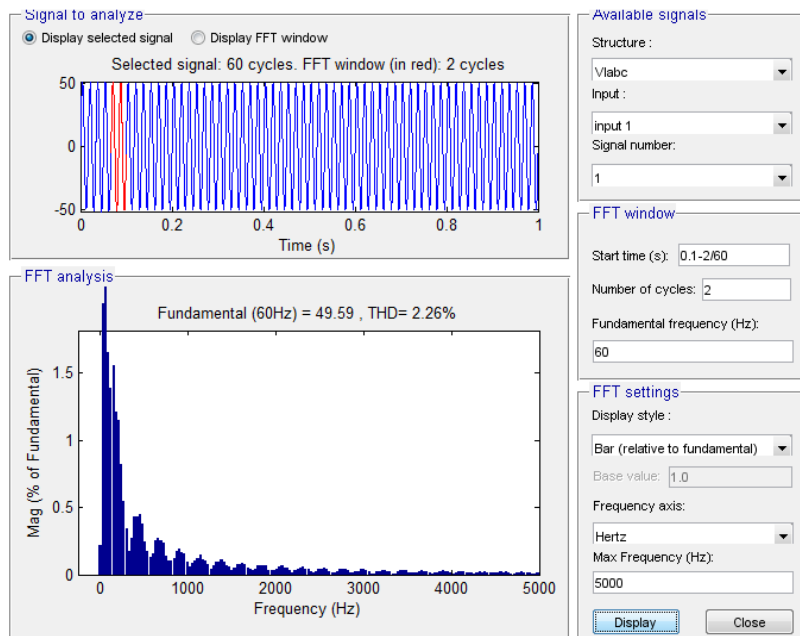 Signal to analyze
Display selected signal Display FFT window
Selected signal: 60 cycles. FFT window (in red): 2 cycles
50
0
-50
0 0.2 0.4 0.6 0.8 1
Time (s)
FFT analysis
Fundamental (60Hz) = 49.59 , THD= 2.26%
Mag (% of Fundamental)
1.5
1
0.5
0
0 1000 2000 3000 4000 5000
Frequency (Hz)
Available signals
Structure :
Vlabc
Input :
input 1
Signal number:
1
FFT window
Start time (s): 0.1-2/60
Number of cycles: 2
Fundamental frequency (Hz):
60
FFT settings
Display style :
Bar (relative to fundamental)
Base value: 1.0
Frequency axis:
Hertz
Max Frequency (Hz):
5000
Display Close